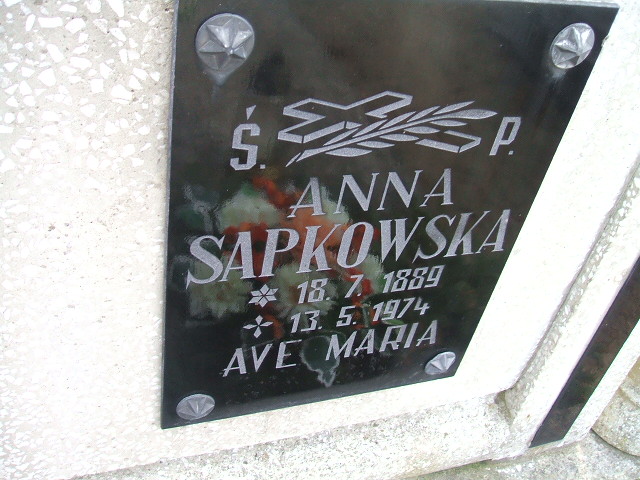 Ś. P.
ANNA
SAPKOWSKA
18. 7. 1889
13. 5. 1974
AVE MARIA